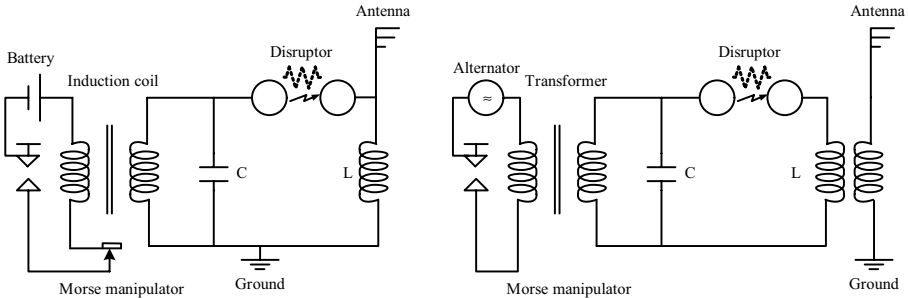 Antenna
Battery
Disruptor
Induction coil
C
L
Ground
Morse manipulator
Antenna
Disruptor
Alternator
Transformer
≈
C
L
Morse manipulator
Ground